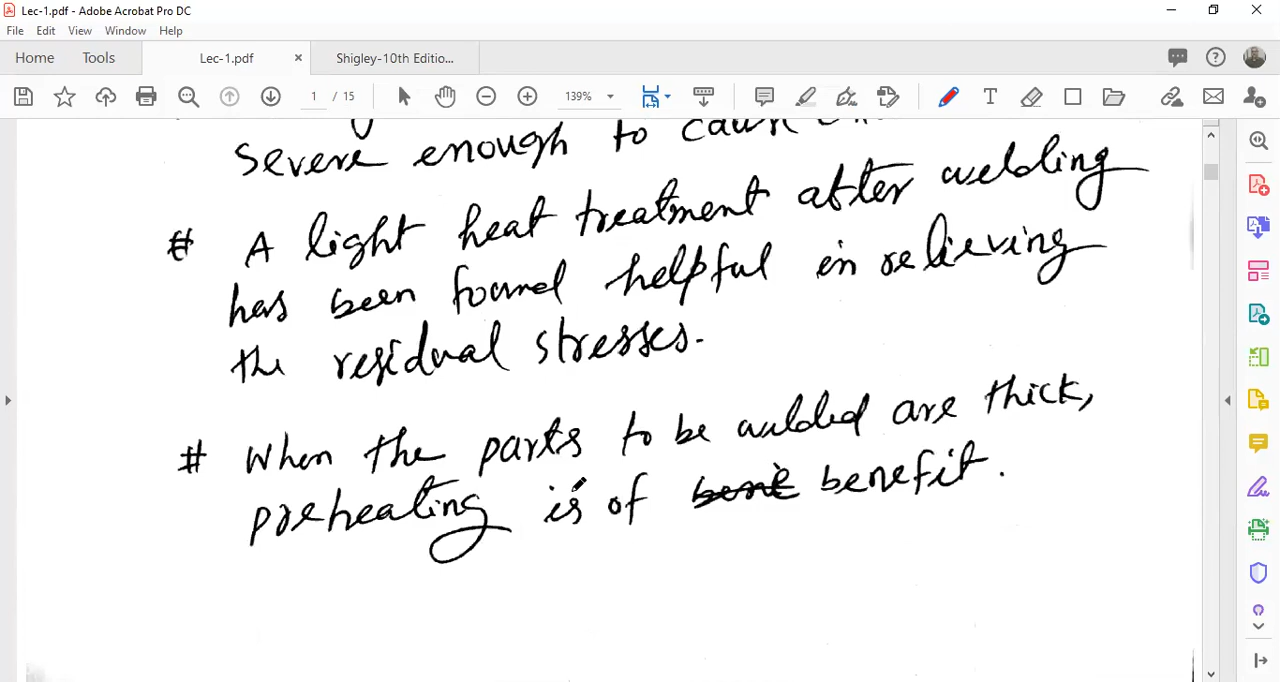 Lec-1.pdf - Adobe Acrobat Pro DC
File Edit View Window Help
Home Tools Lec-1.pdf × Shigley-10th Editio...
1 / 15 139%
severe enough to cause
# A light heat treatment after welding
has been found helpful in relieving
the residual stresses.
# When the parts to be welded are thick,
preheating is of benefit.